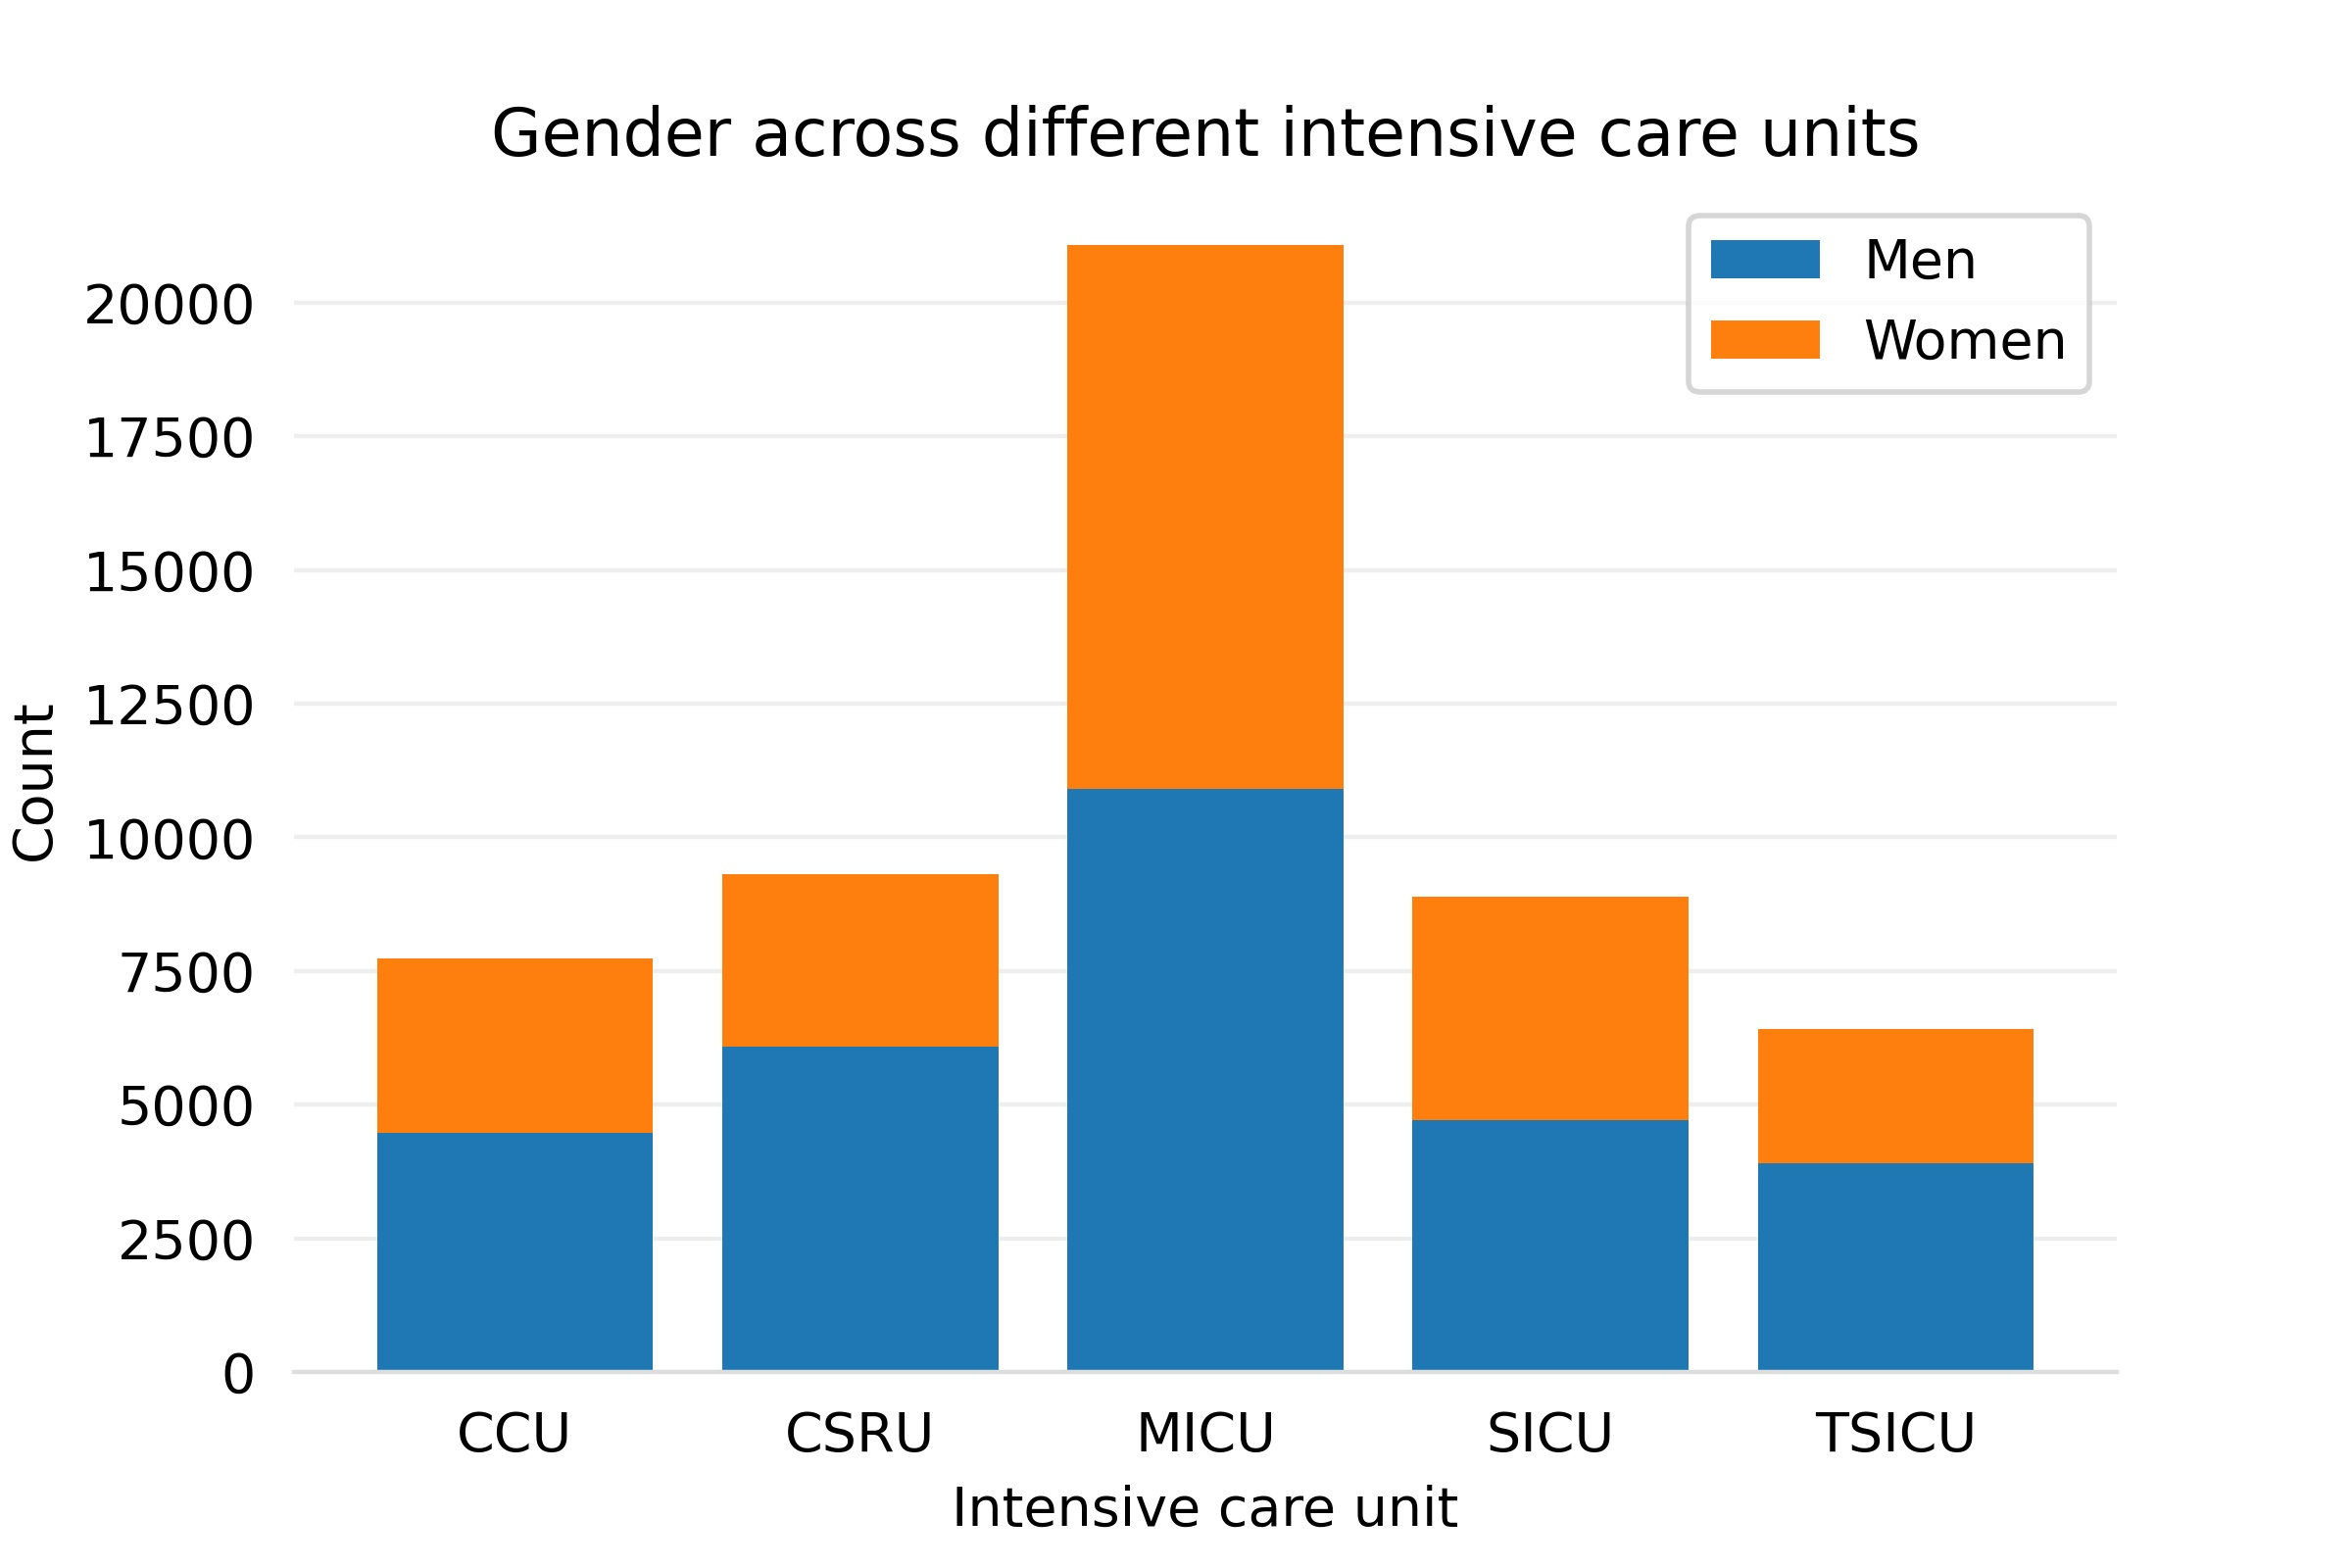 Gender across different intensive care units
Men
Women
20000
17500
15000
12500
10000
7500
5000
2500
0
Count
CCU CSRU MICU SICU TSICU
Intensive care unit